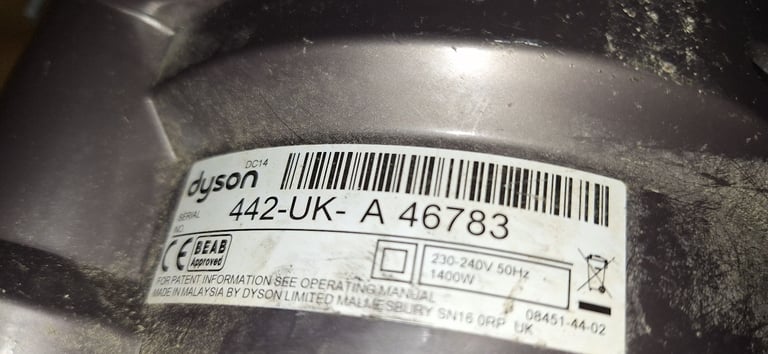 DC14
dyson
SERIAL
NO.
442-UK- A 46783
CE BEAB
Approved
230-240V 50Hz
1400W
FOR PATENT INFORMATION SEE OPERATING MANUAL
MADE IN MALAYSIA BY DYSON LIMITED MALMESBURY SN16 0RP UK
08451-44-02